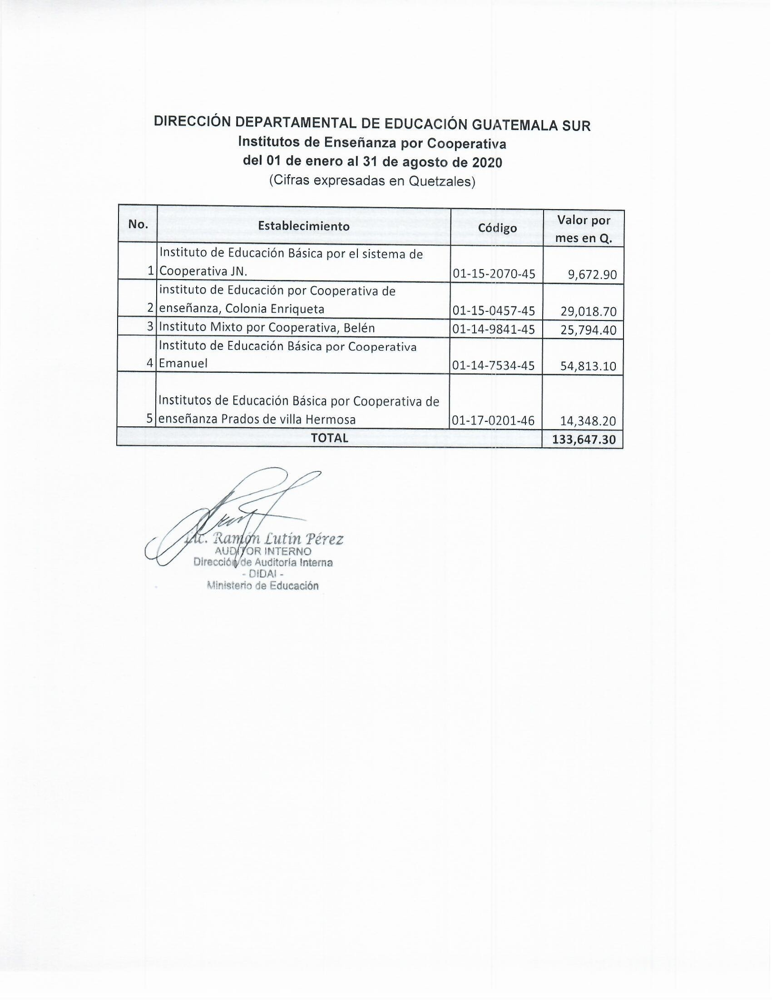 DIRECCIÓN DEPARTAMENTAL DE EDUCACIÓN GUATEMALA SUR
Institutos de Enseñanza por Cooperativa
del 01 de enero al 31 de agosto de 2020
(Cifras expresadas en Quetzales)
No. Establecimiento Código Valor por
mes en Q.
Instituto de Educación Básica por el sistema de
1 Cooperativa JN. 01-15-2070-45 9,672.90
instituto de Educación por Cooperativa de
2 enseñanza, Colonia Enriqueta 01-15-0457-45 29,018.70
3 Instituto Mixto por Cooperativa, Belén 01-14-9841-45 25,794.40
Instituto de Educación Básica por Cooperativa
4 Emanuel 01-14-7534-45 54,813.10
Institutos de Educación Básica por Cooperativa de
5 enseñanza Prados de villa Hermosa 01-17-0201-46 14,348.20
TOTAL 133,647.30
Lic. Ramón Lutín Pérez
AUDITOR INTERNO
Dirección de Auditoría Interna
- DIDAI -
Ministerio de Educación